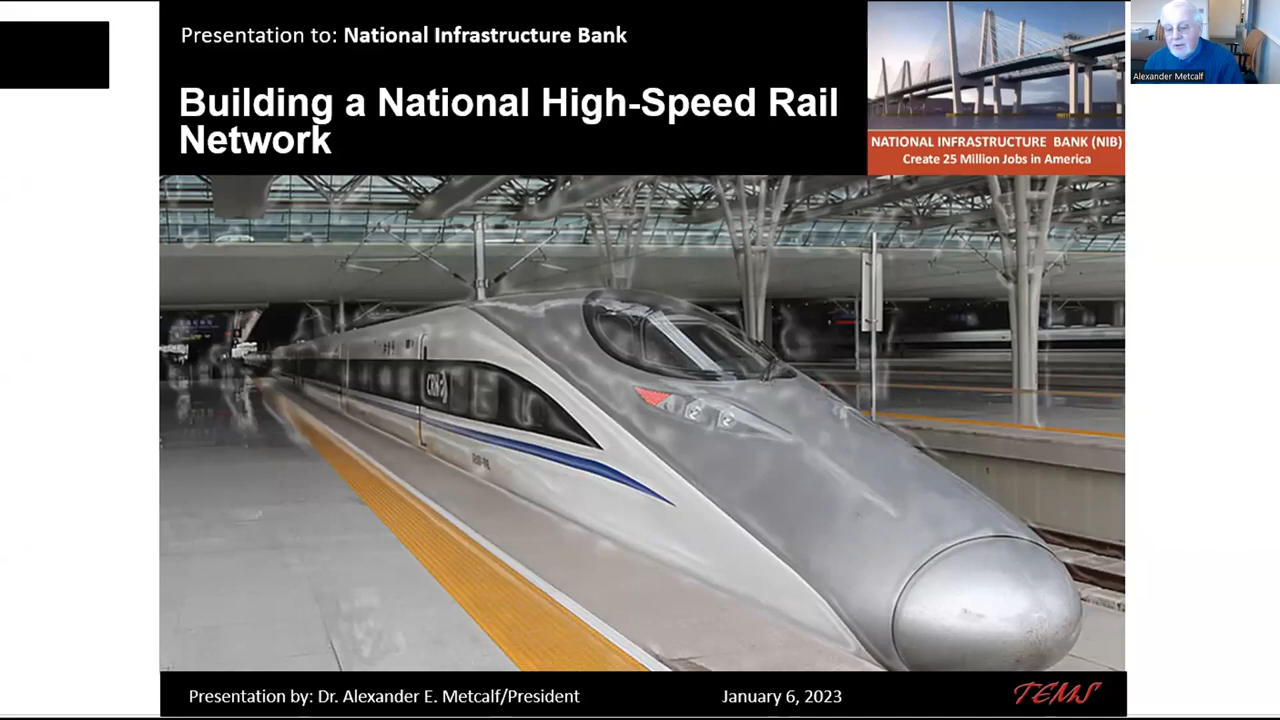 Presentation to: National Infrastructure Bank
Building a National High-Speed Rail
Network
NATIONAL INFRASTRUCTURE BANK (NIB)
Create 25 Million Jobs in America
Alexander Metcalf
Presentation by: Dr. Alexander E. Metcalf/President
January 6, 2023
TEMS